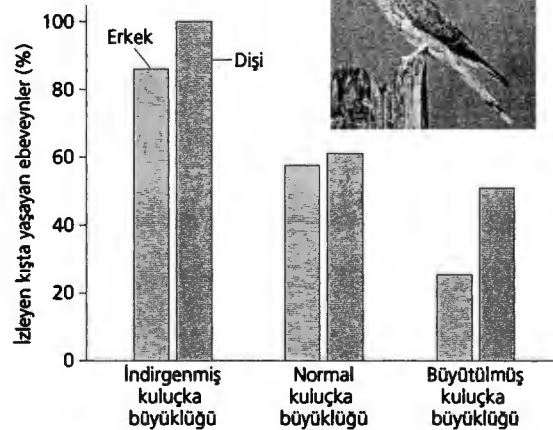 İzleyen kışta yaşayan ebeveynler (%)
100
80
60
40
20
0
Erkek
Dişi
İndirgenmiş
kuluçka
büyüklüğü
Normal
kuluçka
büyüklüğü
Büyütülmüş
kuluçka
büyüklüğü